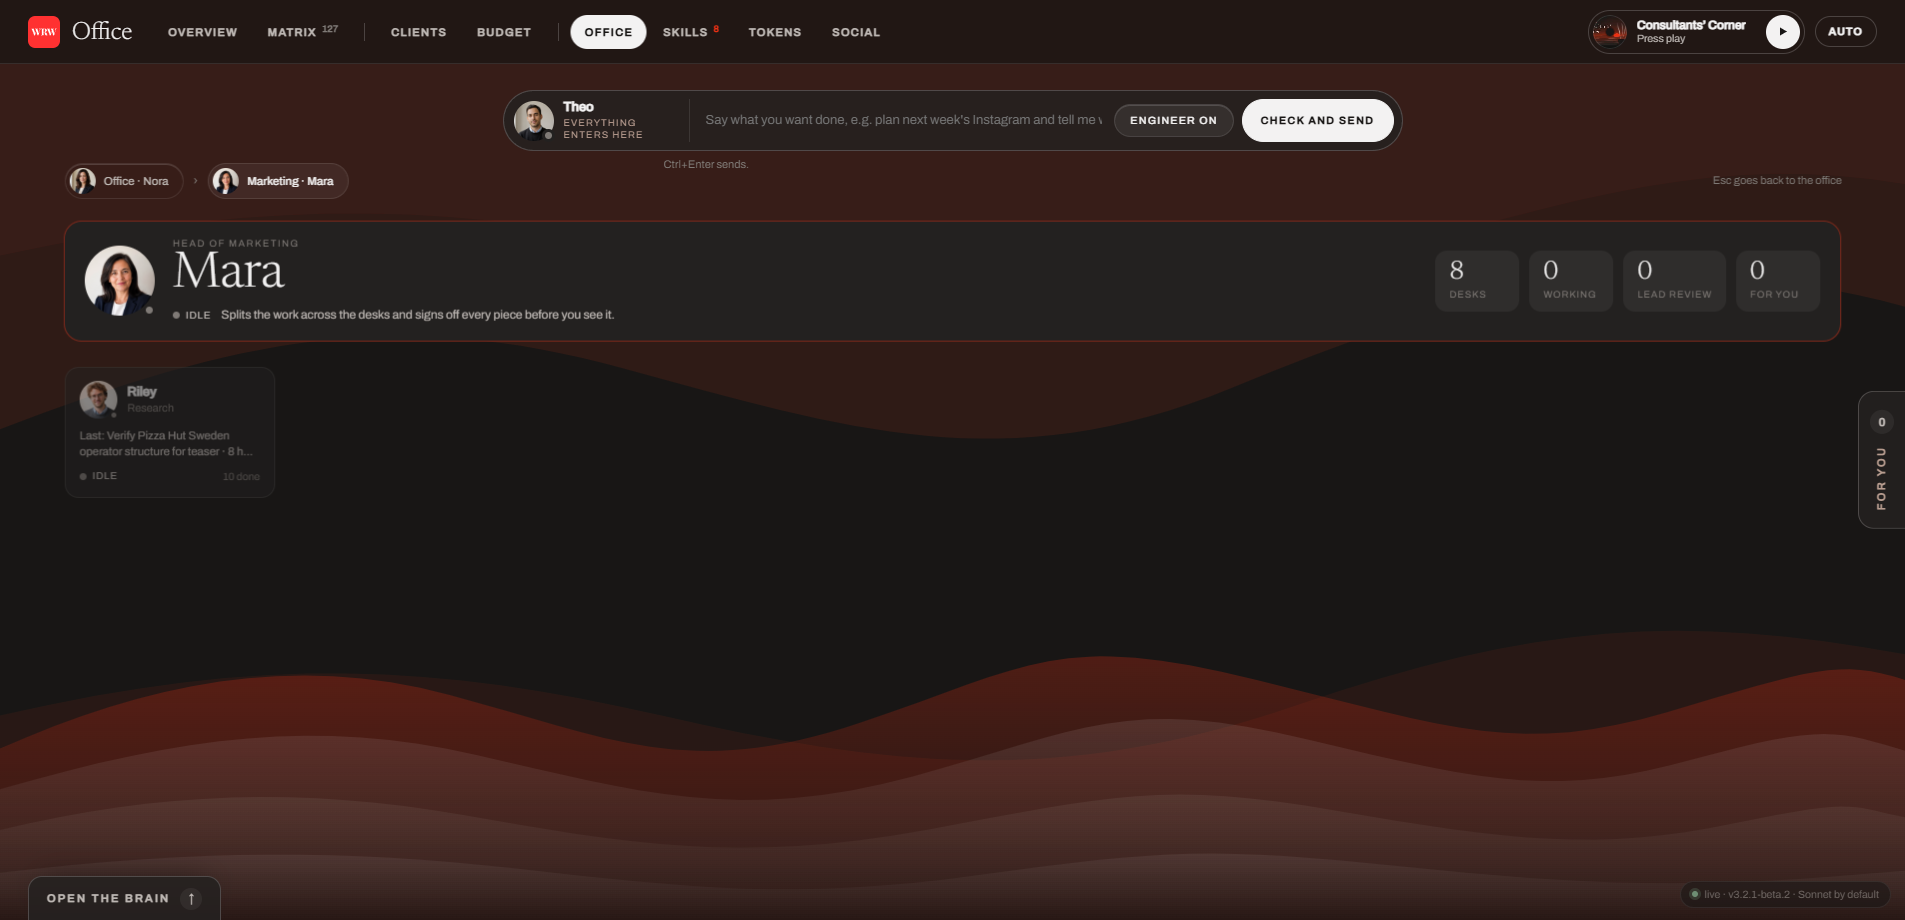 WRW Office OVERVIEW MATRIX 127 CLIENTS BUDGET OFFICE SKILLS 8 TOKENS SOCIAL
Consultants' Corner
Press play
AUTO
Theo
EVERYTHING
ENTERS HERE
Say what you want done, e.g. plan next week's Instagram and tell me
ENGINEER ON
CHECK AND SEND
Ctrl+Enter sends.
Office · Nora › Marketing · Mara
Esc goes back to the office
HEAD OF MARKETING
Mara
IDLE Splits the work across the desks and signs off every piece before you see it.
8
DESKS
0
WORKING
0
LEAD REVIEW
0
FOR YOU
Riley
Research
Last: Verify Pizza Hut Sweden
operator structure for teaser · 8 h...
IDLE 10 done
0
FOR YOU
OPEN THE BRAIN ↑
live · v3.2.1-beta.2 · Sonnet by default